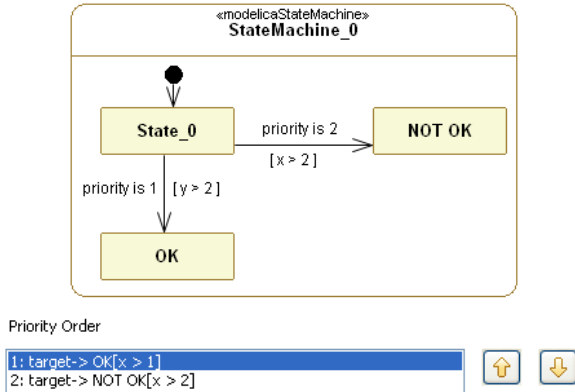 «modelicaStateMachine»
StateMachine_0
State_0
priority is 2
[ x > 2 ]
NOT OK
priority is 1
[ y > 2 ]
OK
Priority Order
1: target-> OK[x > 1]
2: target-> NOT OK[x > 2]